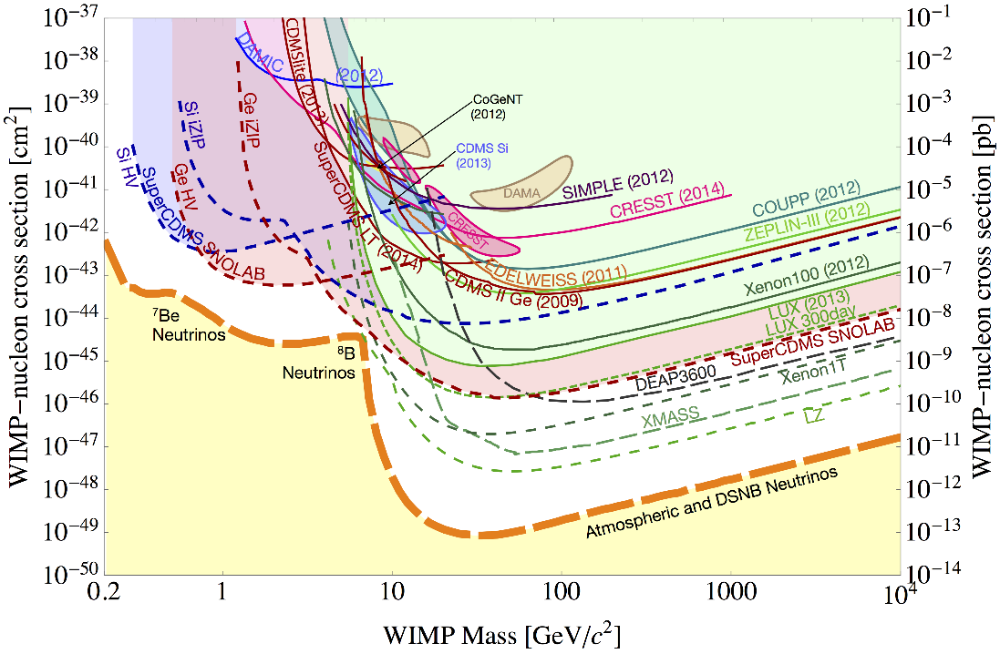 10−37
10−38
10−39
10−40
10−41
10−42
10−43
10−44
10−45
10−46
10−47
10−48
10−49
10−50
WIMP−nucleon cross section [cm2]
10−1
10−2
10−3
10−4
10−5
10−6
10−7
10−8
10−9
10−10
10−11
10−12
10−13
10−14
WIMP−nucleon cross section [pb]
0.2
1
10
100
1000
104
WIMP Mass [GeV/c2]
DAMIC (2012)
CDMSlite (2013)
CoGeNT
(2012)
CDMS Si
(2013)
Si HV
Si iZIP
Ge HV
Ge iZIP
SuperCDMS SNOLAB
SuperCDMS LT (2014)
DAMA
CRESST
SIMPLE (2012)
CRESST (2014)
COUPP (2012)
ZEPLIN-III (2012)
EDELWEISS (2011)
CDMS II Ge (2009)
Xenon100 (2012)
LUX (2013)
LUX 300day
SuperCDMS SNOLAB
DEAP3600
Xenon1T
XMASS
LZ
7Be
Neutrinos
8B
Neutrinos
Atmospheric and DSNB Neutrinos